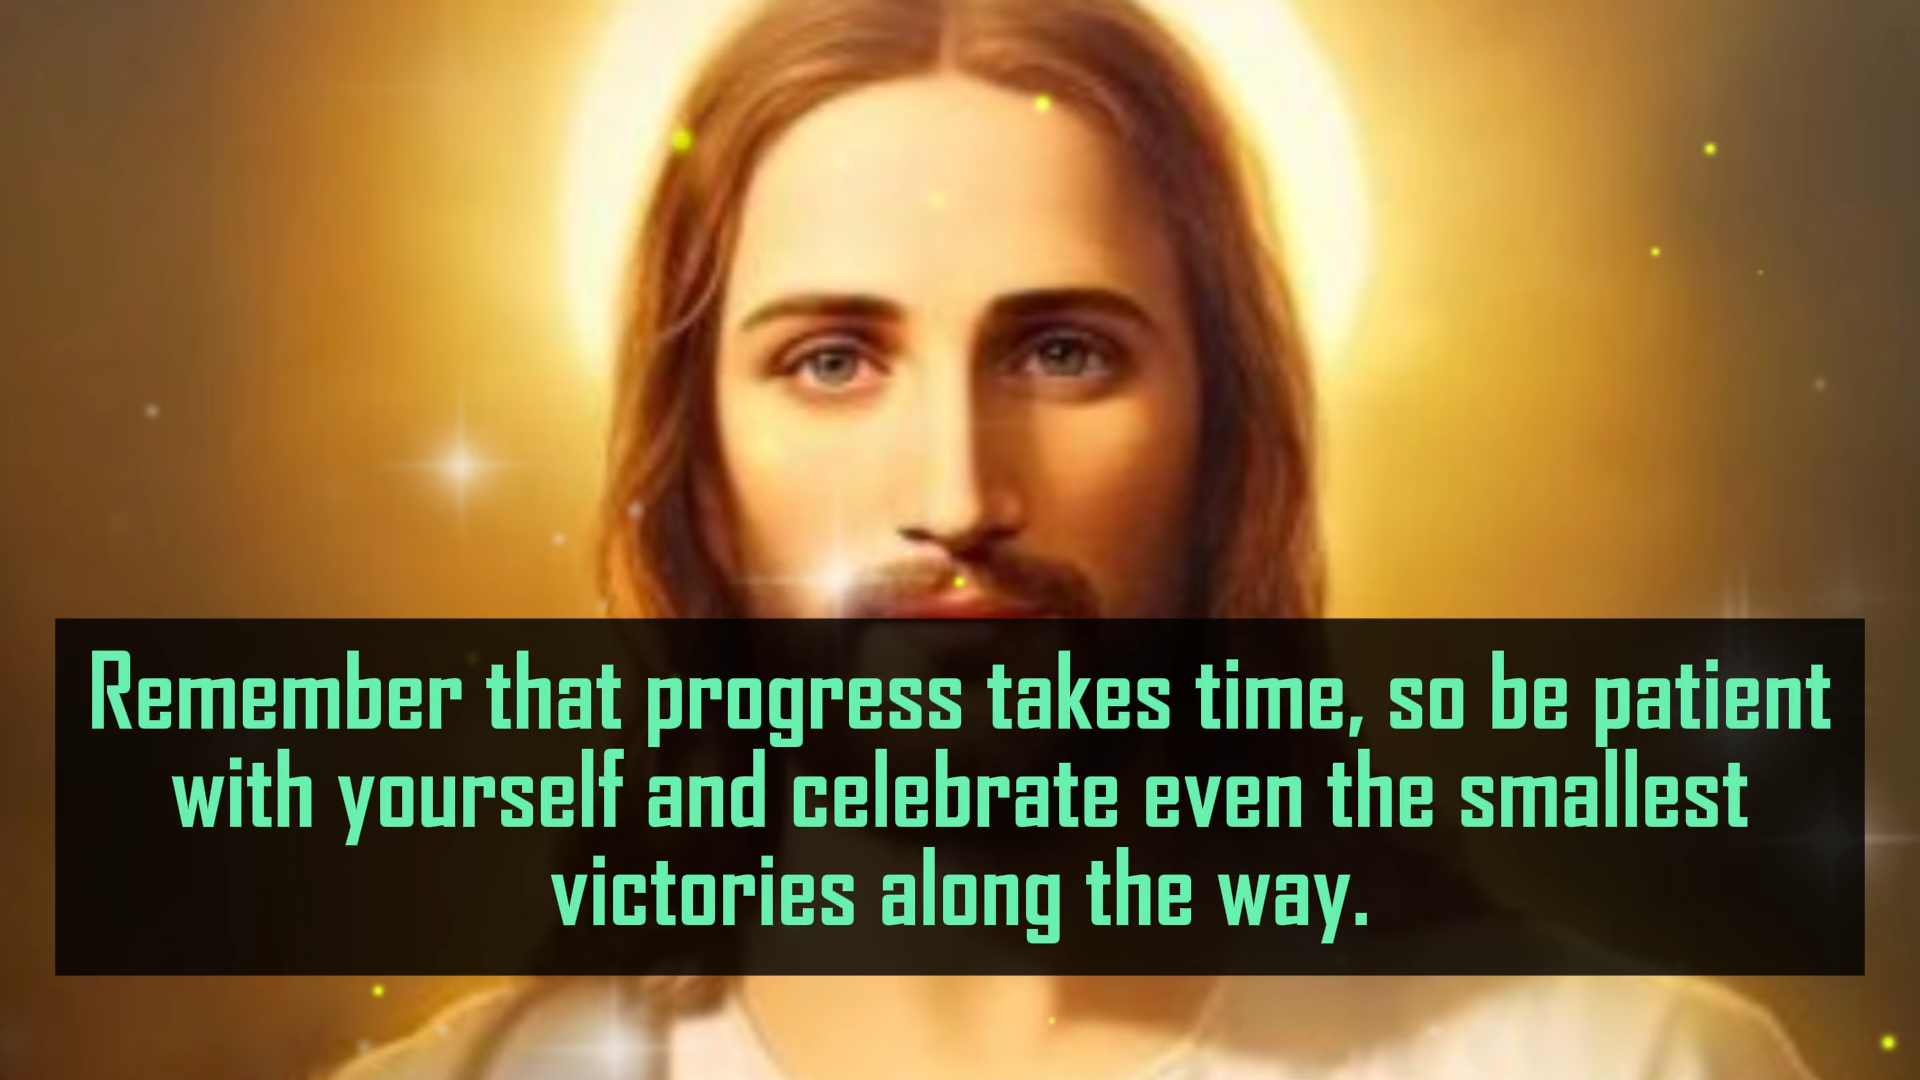 Remember that progress takes time, so be patient
with yourself and celebrate even the smallest
victories along the way.